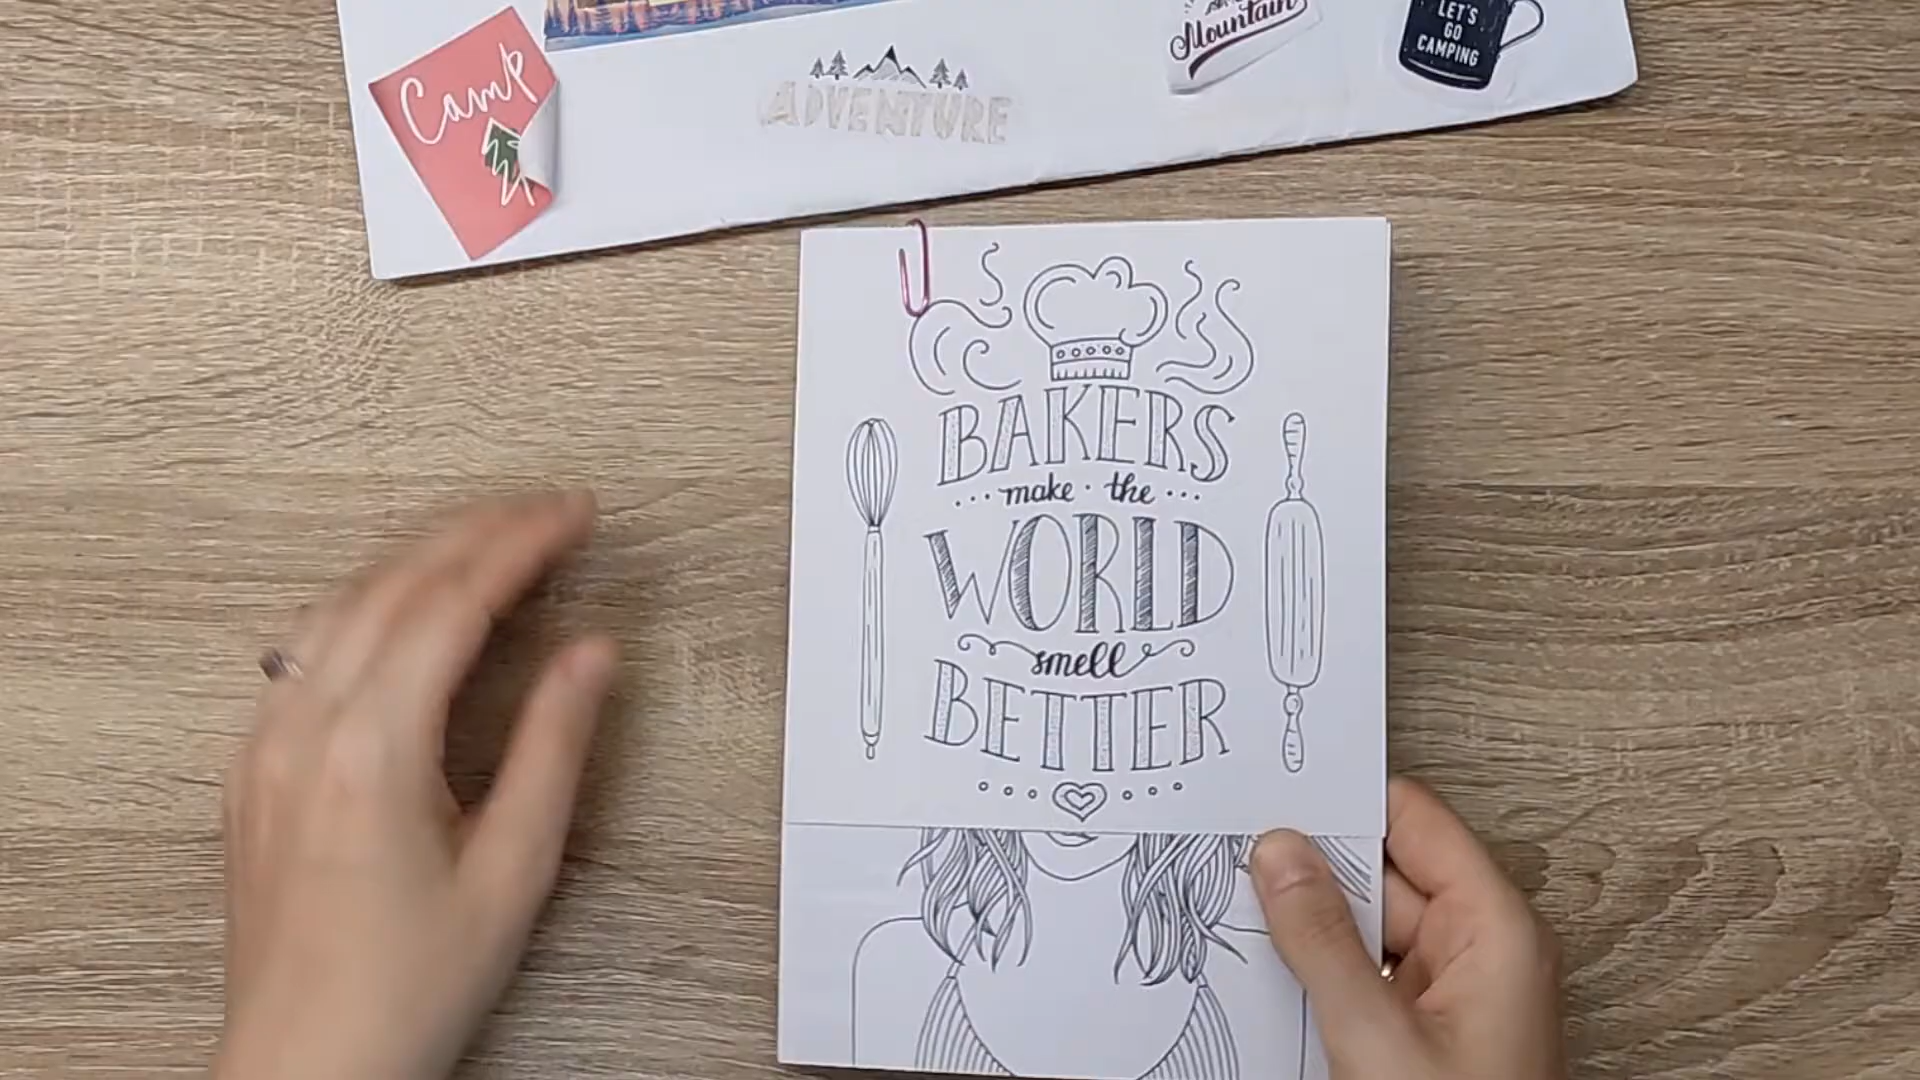 Camp
ADVENTURE
Mountain
LET'S
GO
CAMPING
BAKERS
make the
WORLD
smell
BETTER